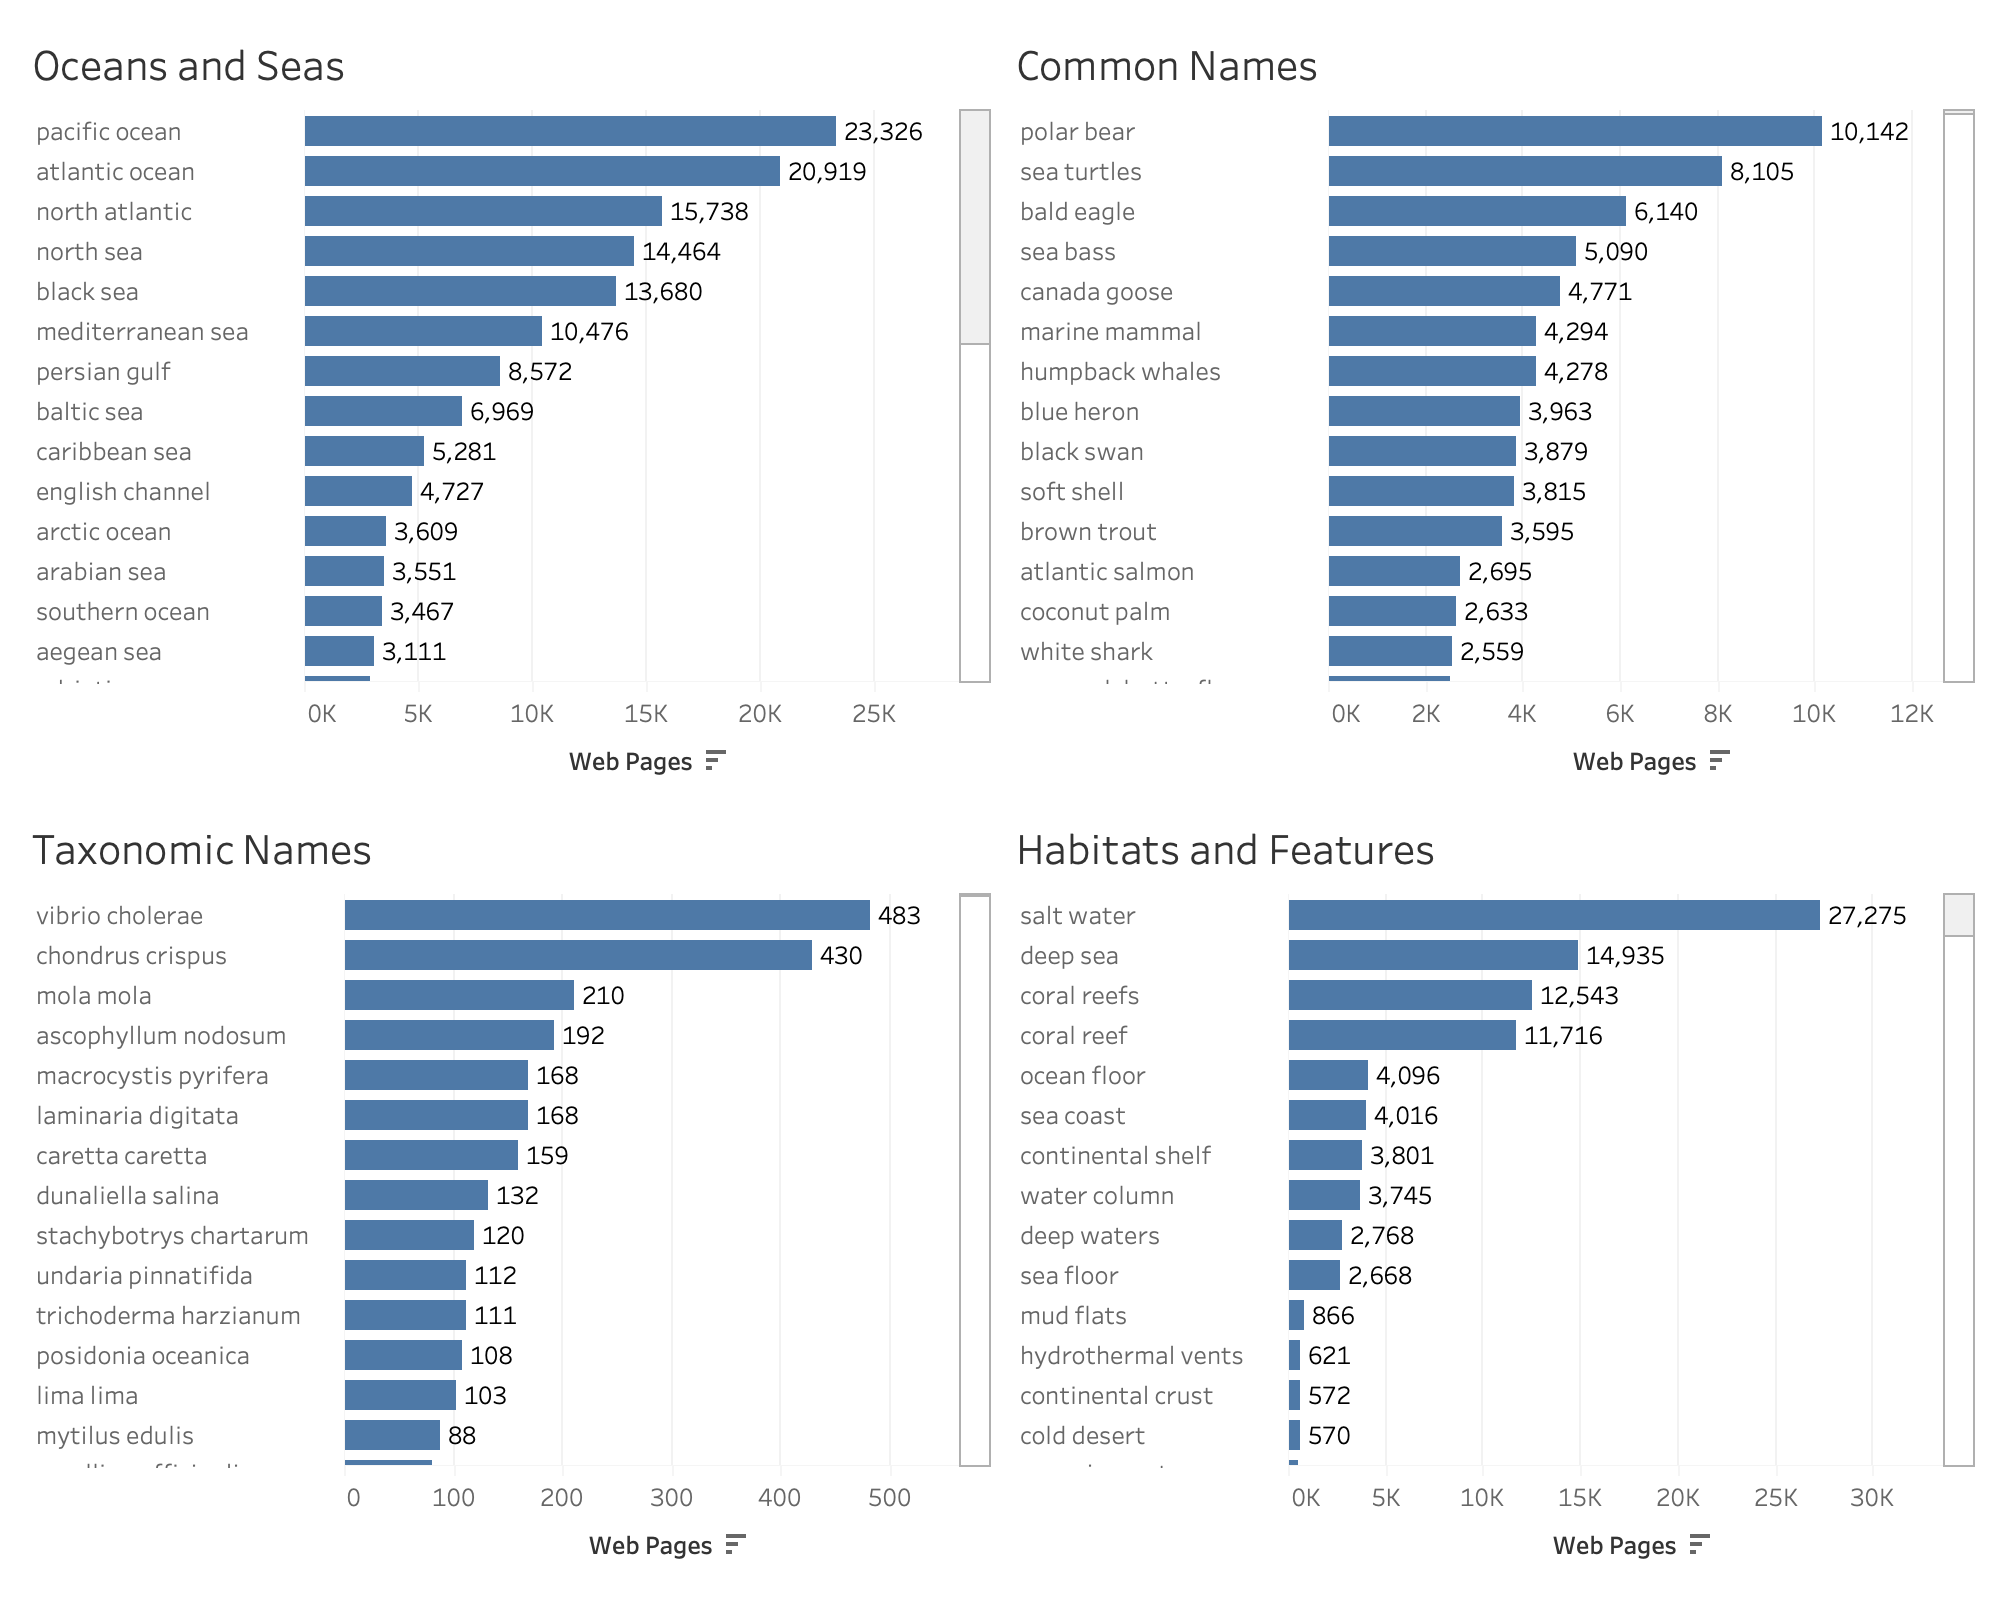 Oceans and Seas
pacific ocean 23,326
atlantic ocean 20,919
north atlantic 15,738
north sea 14,464
black sea 13,680
mediterranean sea 10,476
persian gulf 8,572
baltic sea 6,969
caribbean sea 5,281
english channel 4,727
arctic ocean 3,609
arabian sea 3,551
southern ocean 3,467
aegean sea 3,111
0K 5K 10K 15K 20K 25K
Web Pages
Common Names
polar bear 10,142
sea turtles 8,105
bald eagle 6,140
sea bass 5,090
canada goose 4,771
marine mammal 4,294
humpback whales 4,278
blue heron 3,963
black swan 3,879
soft shell 3,815
brown trout 3,595
atlantic salmon 2,695
coconut palm 2,633
white shark 2,559
0K 2K 4K 6K 8K 10K 12K
Web Pages
Taxonomic Names
vibrio cholerae 483
chondrus crispus 430
mola mola 210
ascophyllum nodosum 192
macrocystis pyrifera 168
laminaria digitata 168
caretta caretta 159
dunaliella salina 132
stachybotrys chartarum 120
undaria pinnatifida 112
trichoderma harzianum 111
posidonia oceanica 108
lima lima 103
mytilus edulis 88
0 100 200 300 400 500
Web Pages
Habitats and Features
salt water 27,275
deep sea 14,935
coral reefs 12,543
coral reef 11,716
ocean floor 4,096
sea coast 4,016
continental shelf 3,801
water column 3,745
deep waters 2,768
sea floor 2,668
mud flats 866
hydrothermal vents 621
continental crust 572
cold desert 570
0K 5K 10K 15K 20K 25K 30K
Web Pages